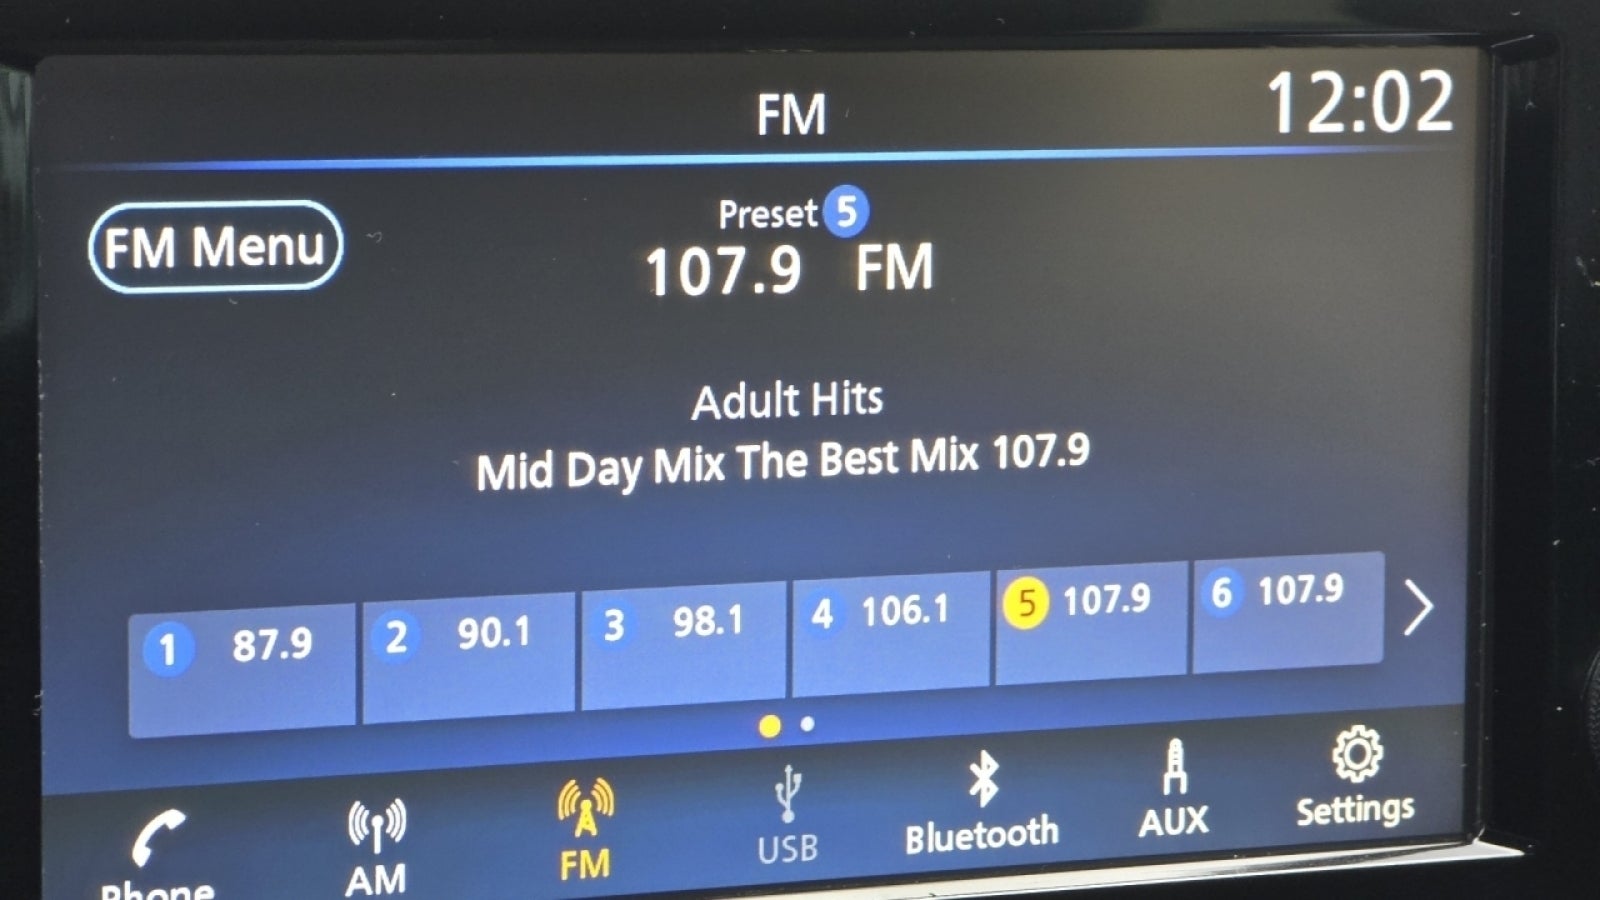 FM 12:02
FM Menu
Preset 5
107.9 FM
Adult Hits
Mid Day Mix The Best Mix 107.9
1 87.9 2 90.1 3 98.1 4 106.1 5 107.9 6 107.9
Phone AM FM USB Bluetooth AUX Settings